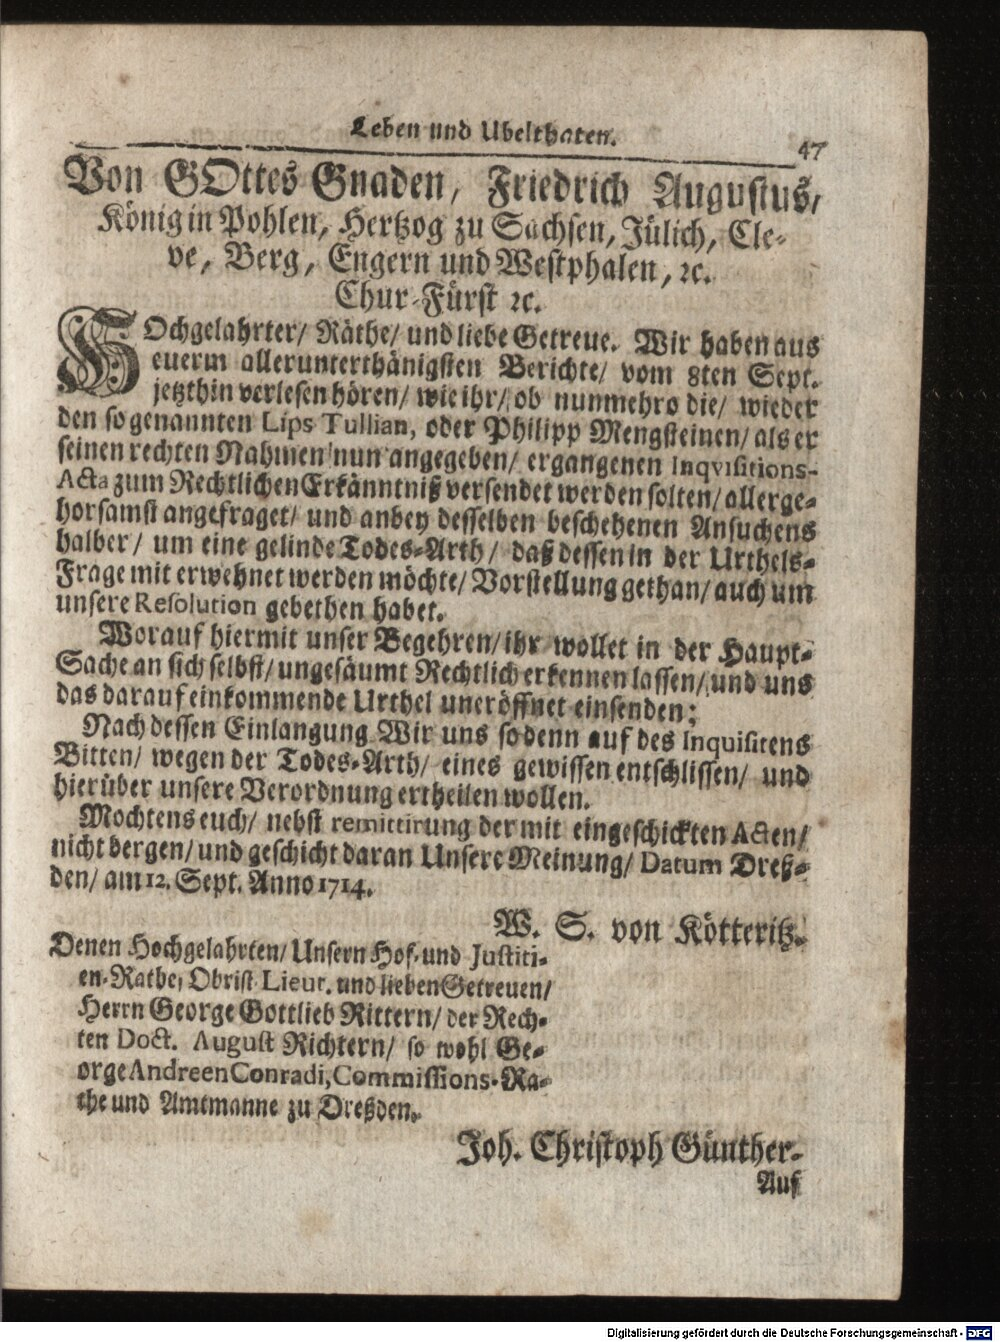 Leben und Ubelthaten. 47
Von GOttes Gnaden, Friedrich Augustus,
König in Pohlen, Hertzog zu Sachsen, Jülich, Cle-
ve, Berg, Engern und Westphalen, ꝛc.
Chur-Fürst ꝛc.
HOchgelahrter/ Räthe/ und liebe Getreue. Wir haben aus
euerm allerunterthänigsten Berichte/ vom 8ten Sept.
jetzthin verlesen hören/ wie ihr/ ob nunmehro die/ wieder
den so genannten Lips Tullian, oder Philipp Mengsteinen/ als er
seinen rechten Nahmen nun angegeben/ ergangenen Inqvisitions-
Acta zum Rechtlichen Erkänntniß versendet werden solten/ allerge-
horsamst angefraget/ und anbey desselben beschehenen Ansuchens
halber/ um eine gelinde Todes-Arth/ daß dessen in der Urthels-
Frage mit erwehnet werden möchte/ Vorstellung gethan/ auch um
unsere Resolution gebethen habet.
Worauf hiermit unser Begehren/ ihr wollet in der Haupt-
Sache an sich selbst/ ungesäumt Rechtlich erkennen lassen/ und uns
das darauf einkommende Urthel uneröffnet einsenden;
Nach dessen Einlangung Wir uns sodenn auf des Inquisitens
Bitten/ wegen der Todes-Arth/ eines gewissen entschlissen/ und
hierüber unsere Verordnung ertheilen wollen.
Mochtens euch/ nebst remittirung der mit eingeschickten Acten/
nicht bergen/ und geschicht daran Unsere Meinung/ Datum Dreß-
den/ am 12. Sept. Anno 1714.
W. S. von Kötteritz.
Denen Hochgelahrten/ Unsern Hof- und Justiti-
en-Rathe, Obrist Lieut. und lieben Getreuen/
Herrn George Gottlieb Rittern/ der Rech-
ten Doct. August Richtern/ so wohl Ge-
orge Andreen Conradi, Commissions-Ra-
the und Amtmanne zu Dreßden.
Joh. Christoph Günther.
Auf
Digitalisierung gefördert durch die Deutsche Forschungsgemeinschaft - DFG